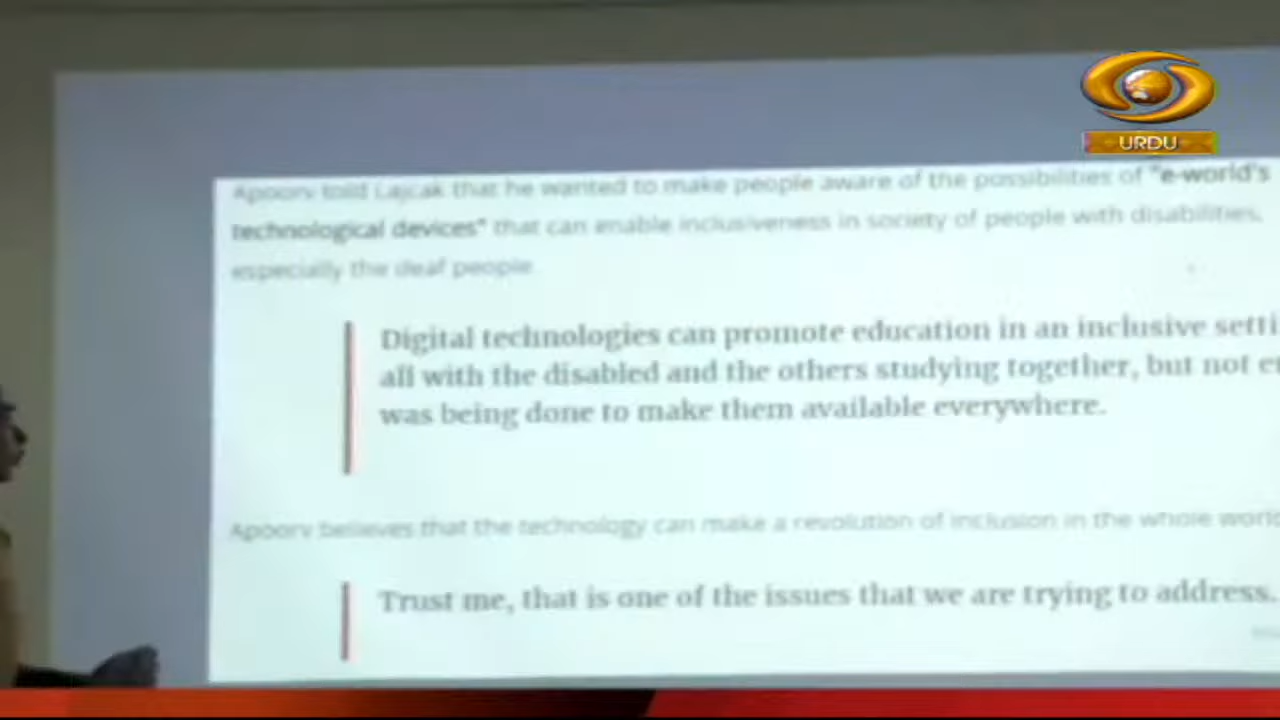 URDU
Apoorv told Lajcak that he wanted to make people aware of the possibilities of "e-world's
technological devices" that can enable inclusiveness in society of people with disabilities,
especially the deaf people.
Digital technologies can promote education in an inclusive setti
all with the disabled and the others studying together, but not e
was being done to make them available everywhere.
Apoorv believes that the technology can make a revolution of inclusion in the whole world
Trust me, that is one of the issues that we are trying to address.